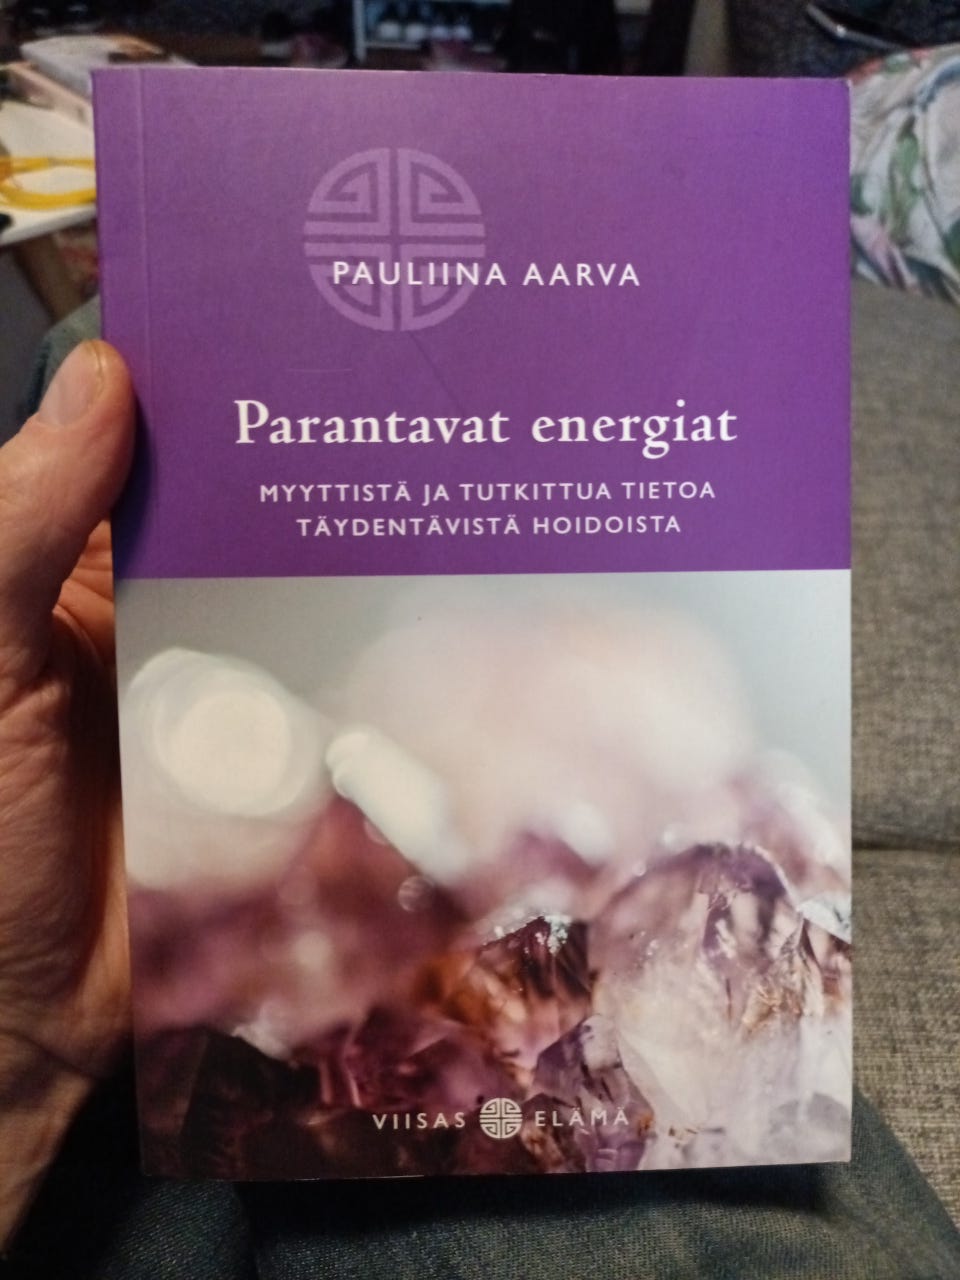 PAULIINA AARVA
Parantavat energiat
MYYTTISTÄ JA TUTKITTUA TIETOA
TÄYDENTÄVISTÄ HOIDOISTA
VIISAS ELÄMÄ